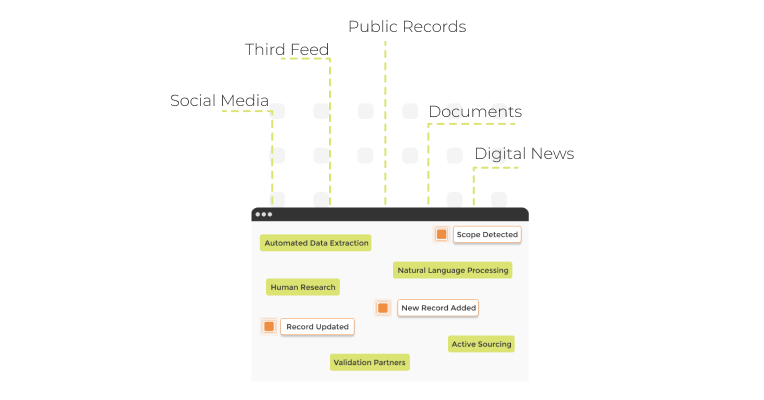 Public Records
Third Feed
Social Media
Documents
Digital News
Scope Detected
Automated Data Extraction
Natural Language Processing
Human Research
New Record Added
Record Updated
Active Sourcing
Validation Partners